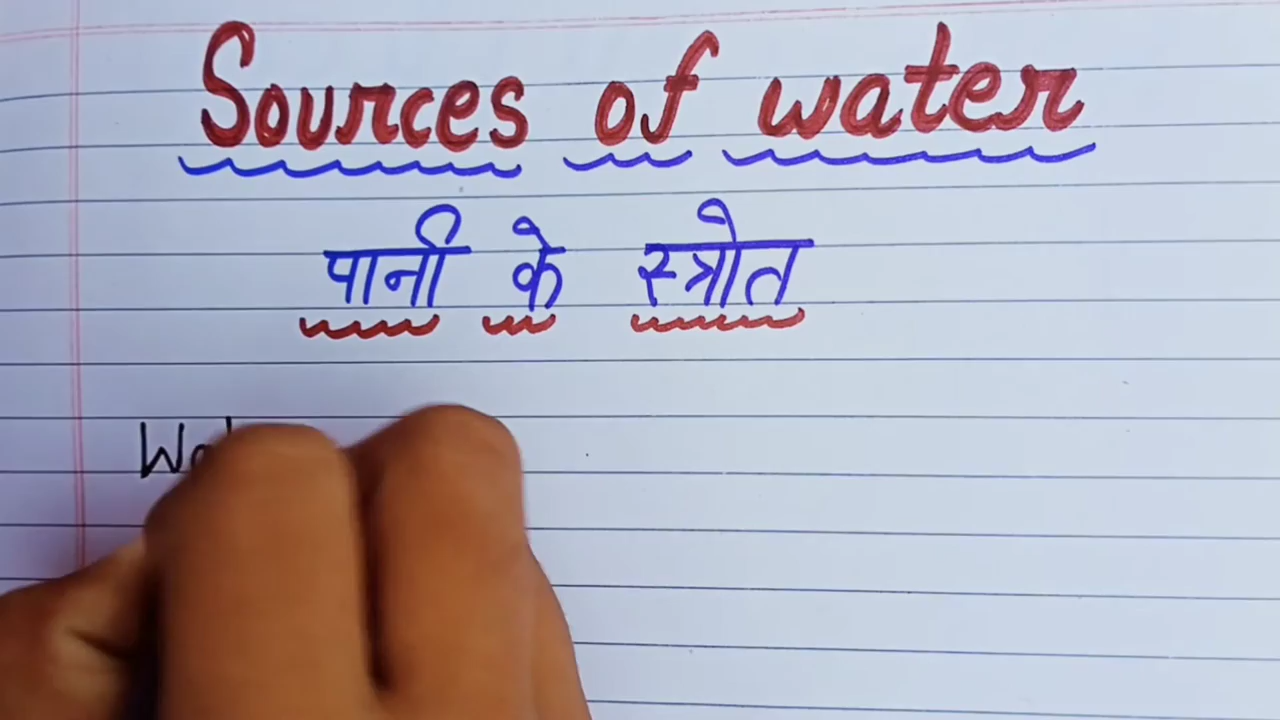 Sources of water
पानी के स्त्रोत